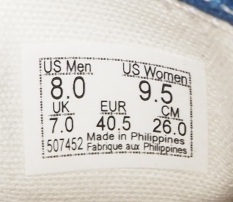 US Men US Women
8.0 9.5
UK EUR CM
7.0 40.5 26.0
507452 Made in Philippines
Fabrique aux Philippines